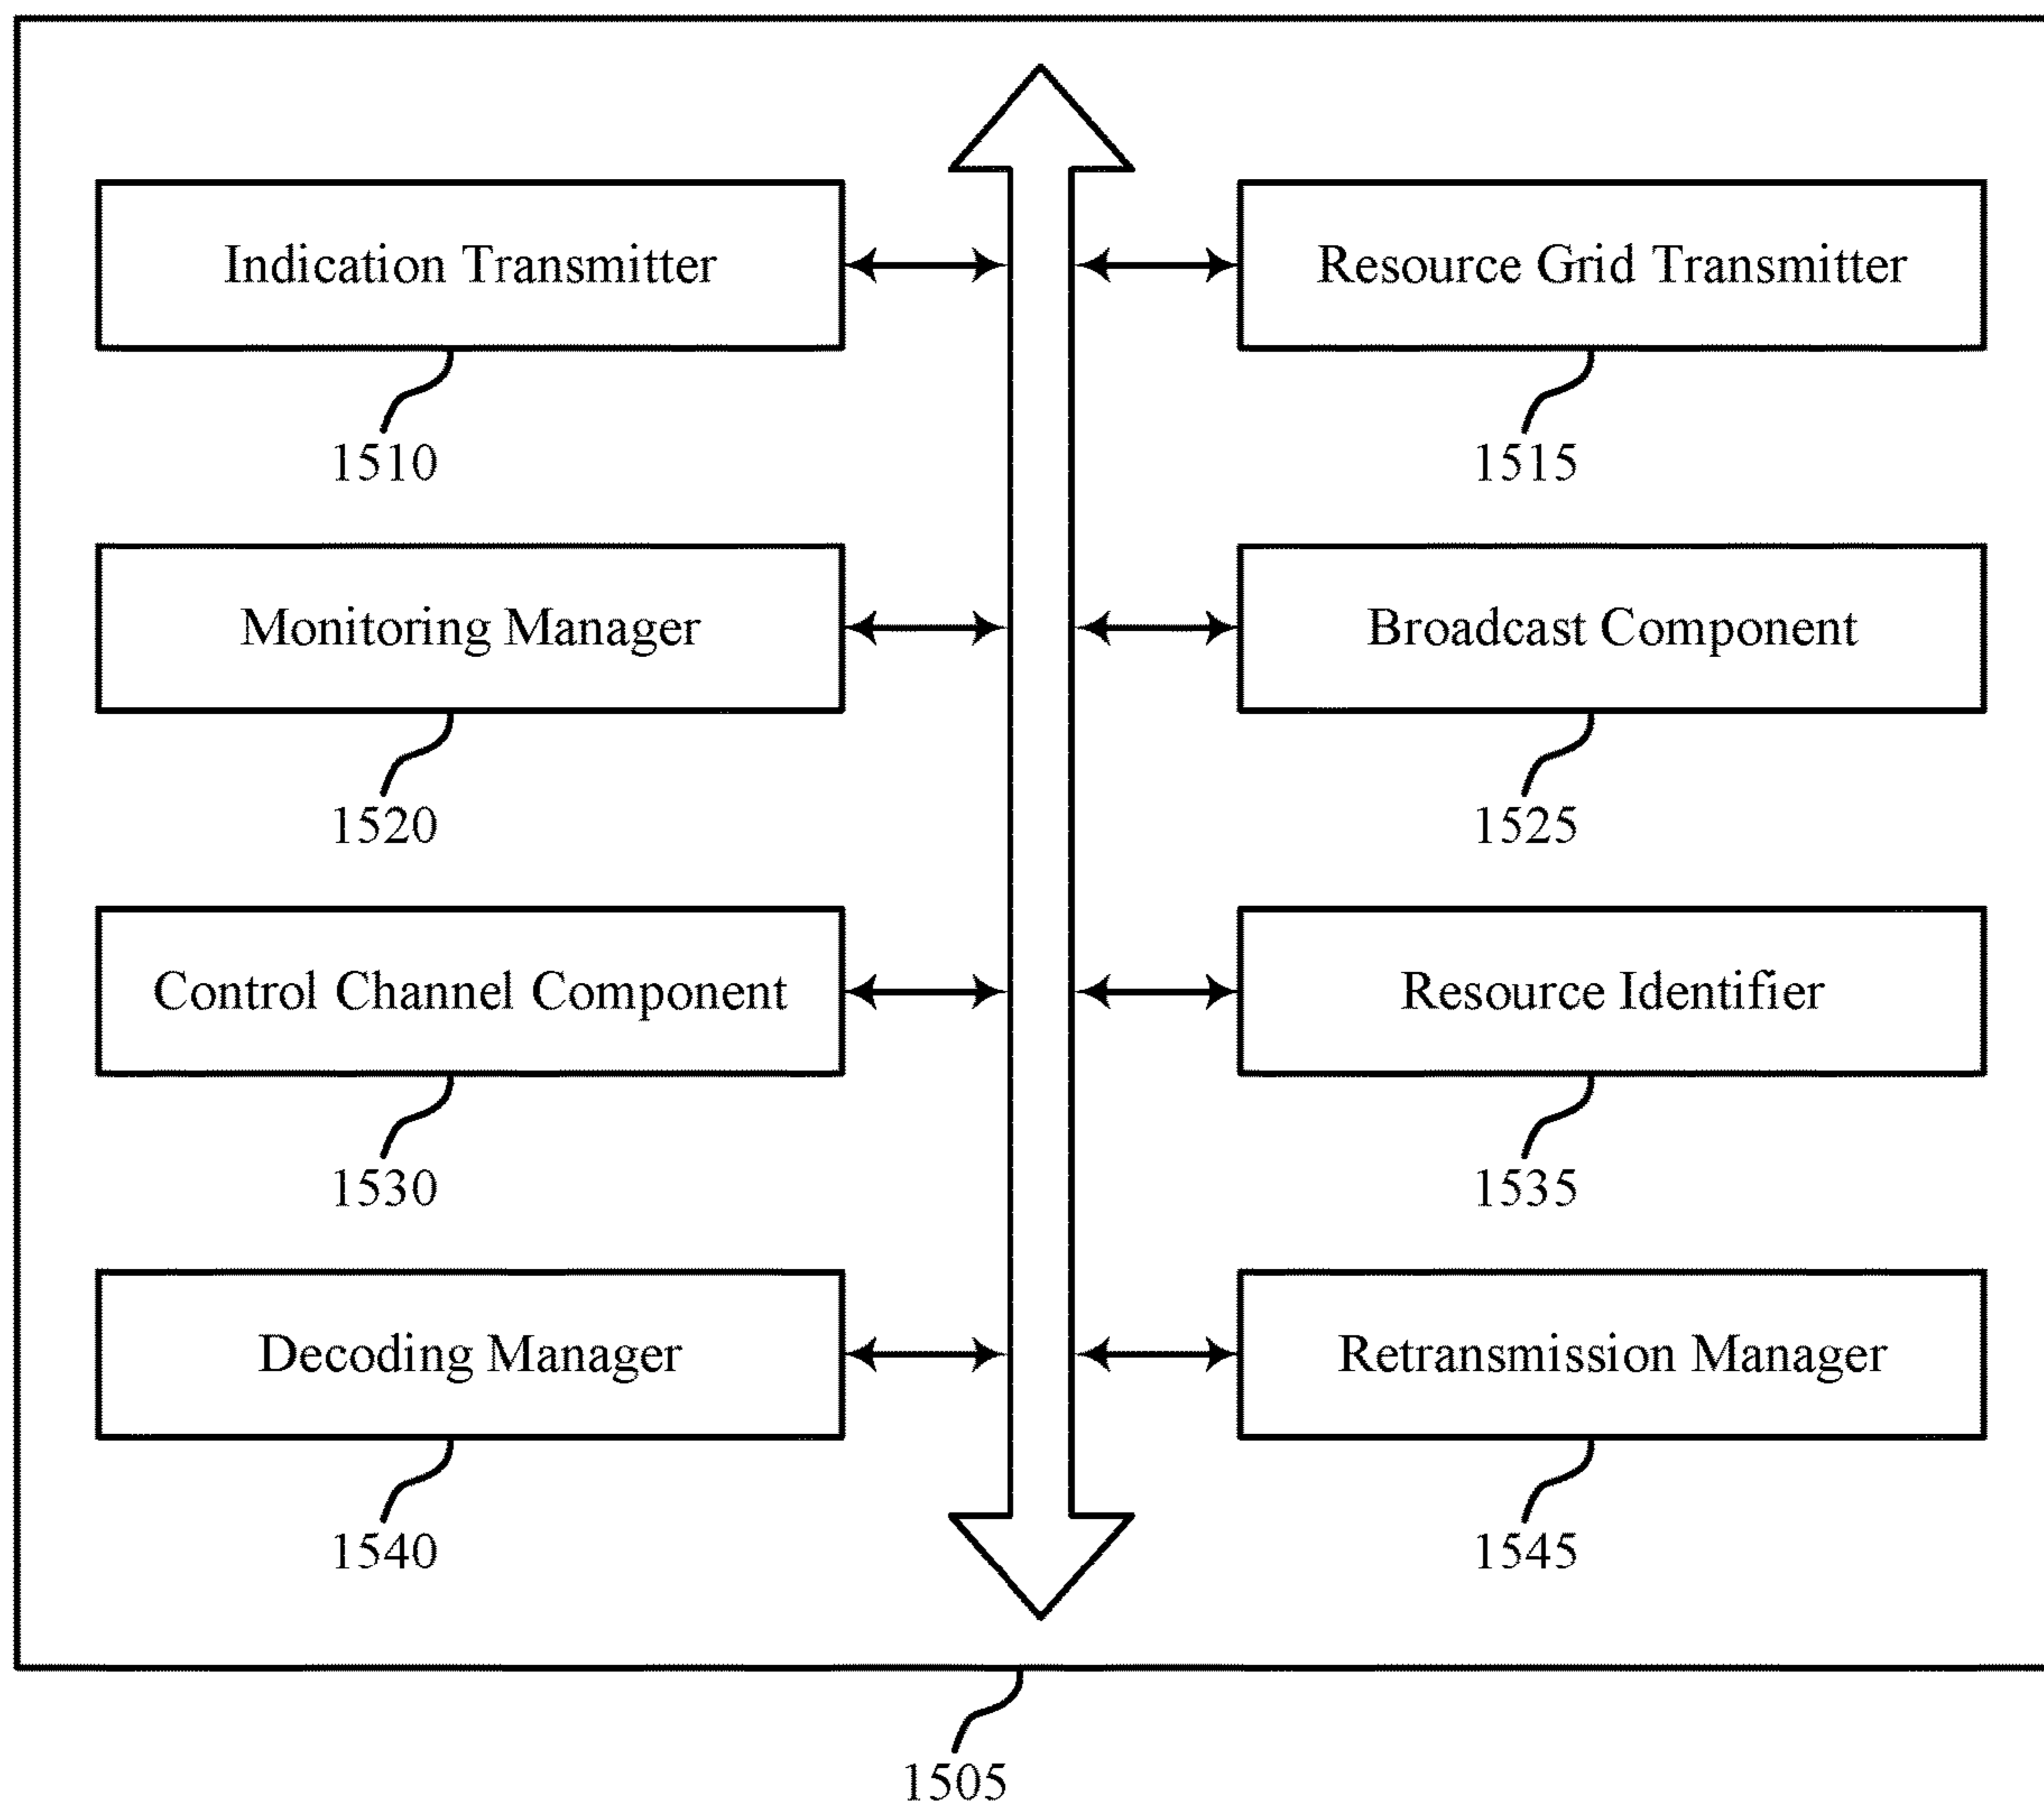 Indication Transmitter
Resource Grid Transmitter
1510
1515
Monitoring Manager
Broadcast Component
1520
1525
Control Channel Component
Resource Identifier
1530
1535
Decoding Manager
Retransmission Manager
1540
1545
1505